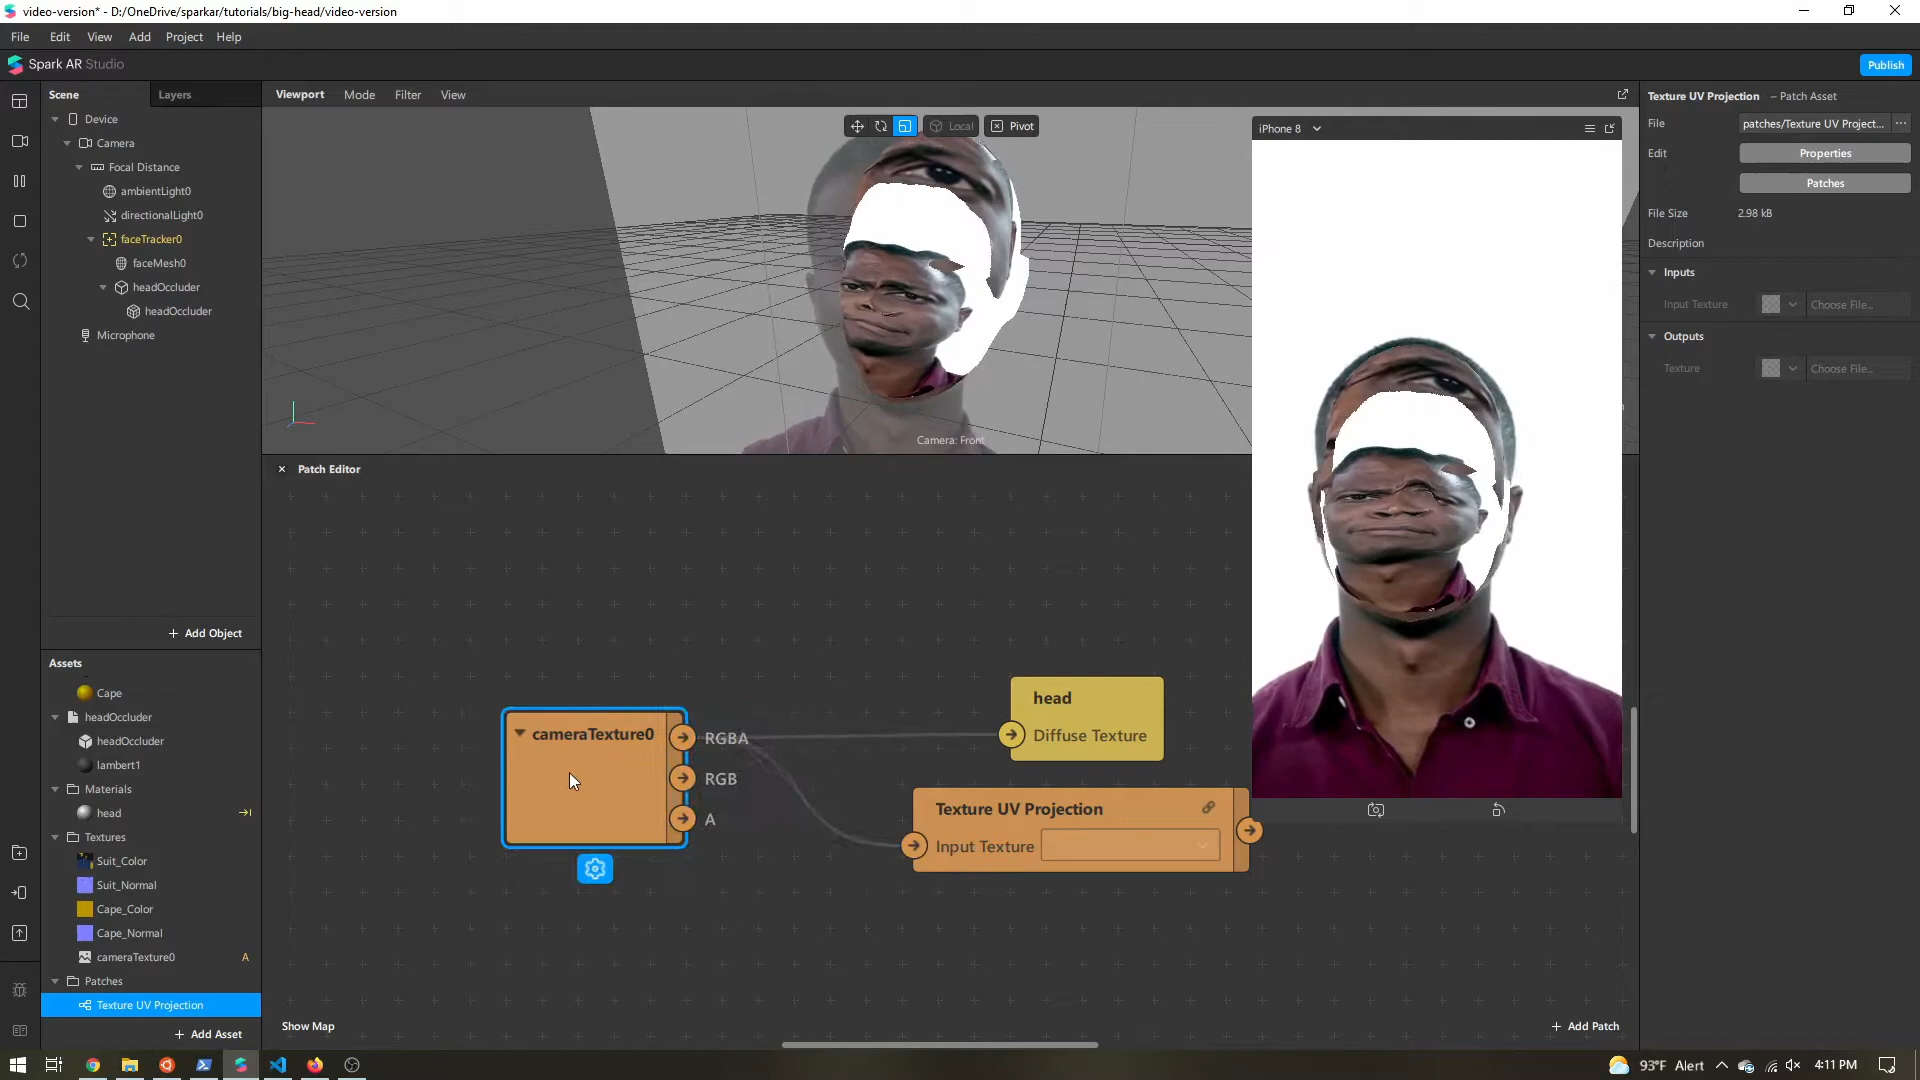 video-version* - D:/OneDrive/sparkar/tutorials/big-head/video-version
File Edit View Add Project Help
Spark AR Studio
Publish
Scene
Layers
Device
Camera
Focal Distance
ambientLight0
directionalLight0
faceTracker0
faceMesh0
headOccluder
headOccluder
Microphone
+ Add Object
Assets
Cape
headOccluder
headOccluder
lambert1
Materials
head
Textures
Suit_Color
Suit_Normal
Cape_Color
Cape_Normal
cameraTexture0 A
Patches
Texture UV Projection
+ Add Asset
Viewport Mode Filter View
Local
Pivot
Camera: Front
iPhone 8
Patch Editor
cameraTexture0
RGBA
RGB
A
head
Diffuse Texture
Texture UV Projection
Input Texture
Show Map
+ Add Patch
Texture UV Projection – Patch Asset
File patches/Texture UV Project... ...
Edit Properties
Patches
File Size 2.98 kB
Description
Inputs
Input Texture Choose File...
Outputs
Texture Choose File...
93°F Alert
4:11 PM